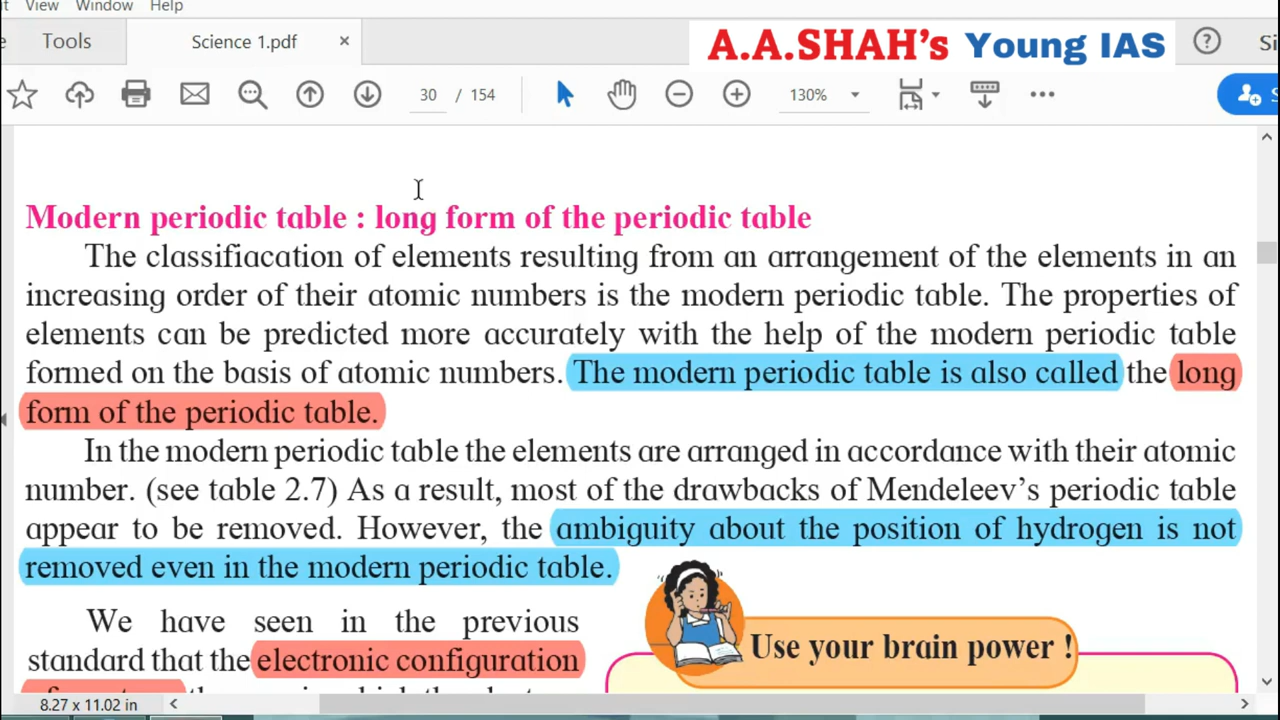 View Window Help
Tools Science 1.pdf ×
A.A.SHAH's Young IAS
30 / 154 130%
Modern periodic table : long form of the periodic table
The classifiacation of elements resulting from an arrangement of the elements in an
increasing order of their atomic numbers is the modern periodic table. The properties of
elements can be predicted more accurately with the help of the modern periodic table
formed on the basis of atomic numbers. The modern periodic table is also called the long
form of the periodic table.
In the modern periodic table the elements are arranged in accordance with their atomic
number. (see table 2.7) As a result, most of the drawbacks of Mendeleev's periodic table
appear to be removed. However, the ambiguity about the position of hydrogen is not
removed even in the modern periodic table.
We have seen in the previous
standard that the electronic configuration
Use your brain power !
8.27 x 11.02 in